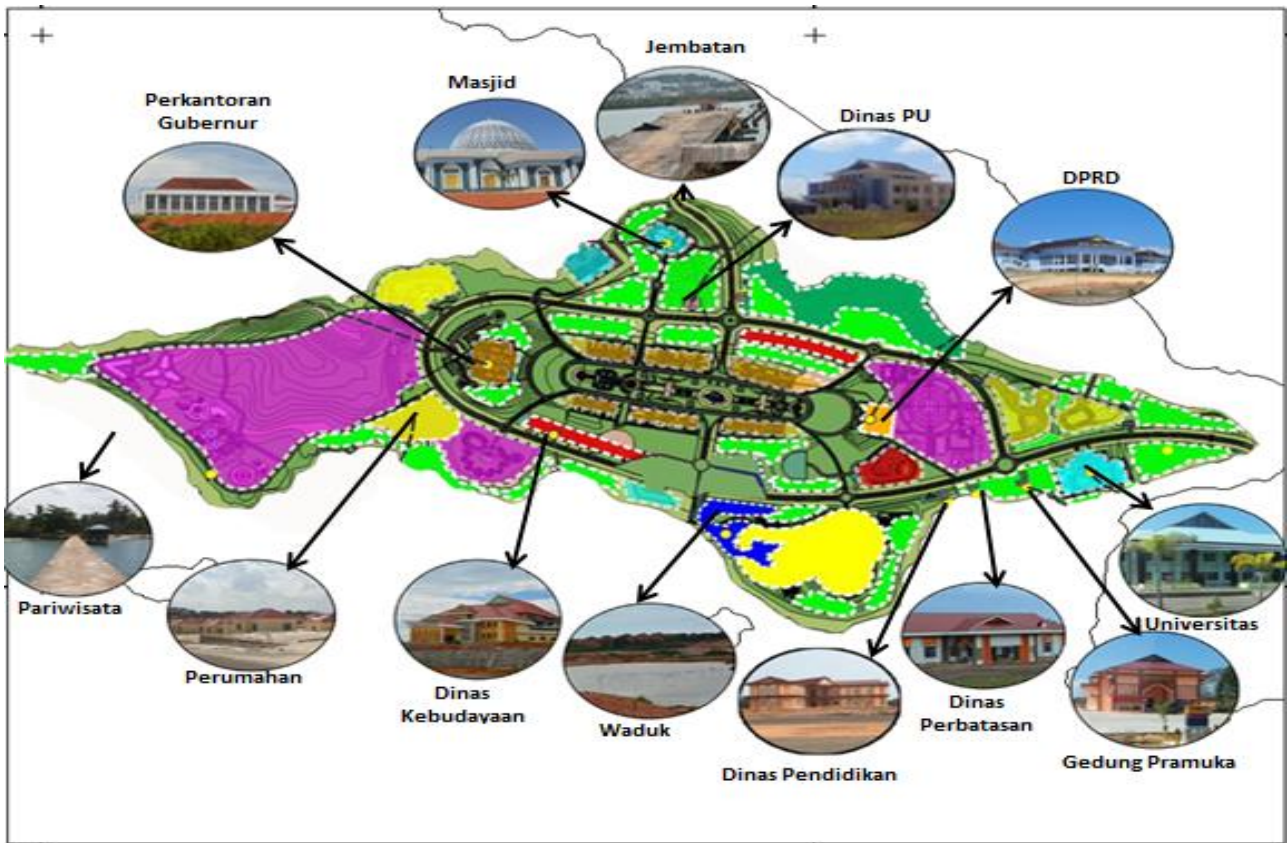 Jembatan
Masjid
Perkantoran
Gubernur
Dinas PU
DPRD
Pariwisata
Perumahan
Dinas
Kebudayaan
Waduk
Dinas Pendidikan
Dinas
Perbatasan
Universitas
Gedung Pramuka